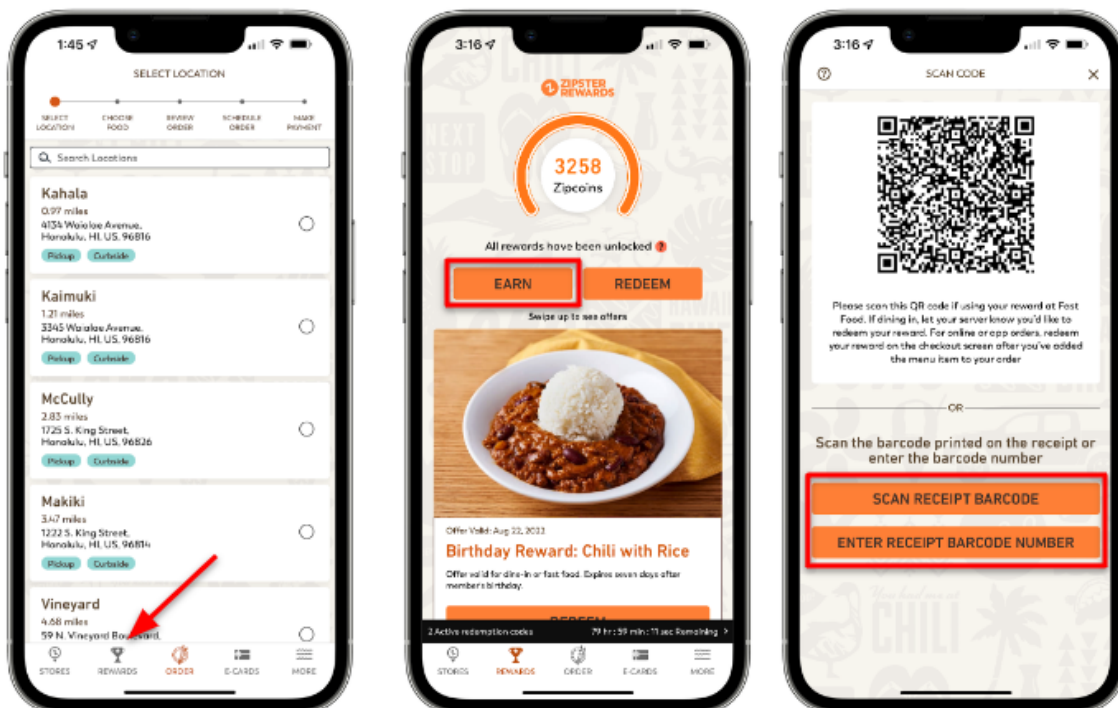 1:45
SELECT LOCATION
SELECT
LOCATION
CHOOSE
FOOD
REVIEW
ORDER
SCHEDULE
ORDER
MAKE
PAYMENT
Search Locations
Kahala
0.97 miles
4134 Waialae Avenue,
Honolulu, HI, US, 96816
Pickup Curbside
Kaimuki
1.21 miles
3345 Waialae Avenue,
Honolulu, HI, US, 96816
Pickup Curbside
McCully
2.83 miles
1725 S. King Street,
Honolulu, HI, US, 96826
Pickup Curbside
Makiki
3.47 miles
1222 S. King Street,
Honolulu, HI, US, 96814
Pickup Curbside
Vineyard
4.68 miles
59 N. Vineyard Boulevard,
STORES REWARDS ORDER E-CARDS MORE
3:16
ZIPSTER
REWARDS
CHILI
NEXT
STOP
HAWAII
3258
Zipcoins
All rewards have been unlocked ?
EARN REDEEM
Swipe up to see offers
Offer Valid: Aug 22, 2022
Birthday Reward: Chili with Rice
Offer valid for dine-in or fast food. Expires seven days after
member's birthday.
REDEEM
2 Active redemption codes 79 hr : 59 min : 11 sec Remaining >
STORES REWARDS ORDER E-CARDS MORE
3:16
? SCAN CODE X
Please scan this QR code if using your reward at Fast
Food. If dining in, let your server know you'd like to
redeem your reward. For online or app orders, redeem
your reward on the checkout screen after you've added
the menu item to your order
OR
Scan the barcode printed on the receipt or
enter the barcode number
SCAN RECEIPT BARCODE
ENTER RECEIPT BARCODE NUMBER
CHILI